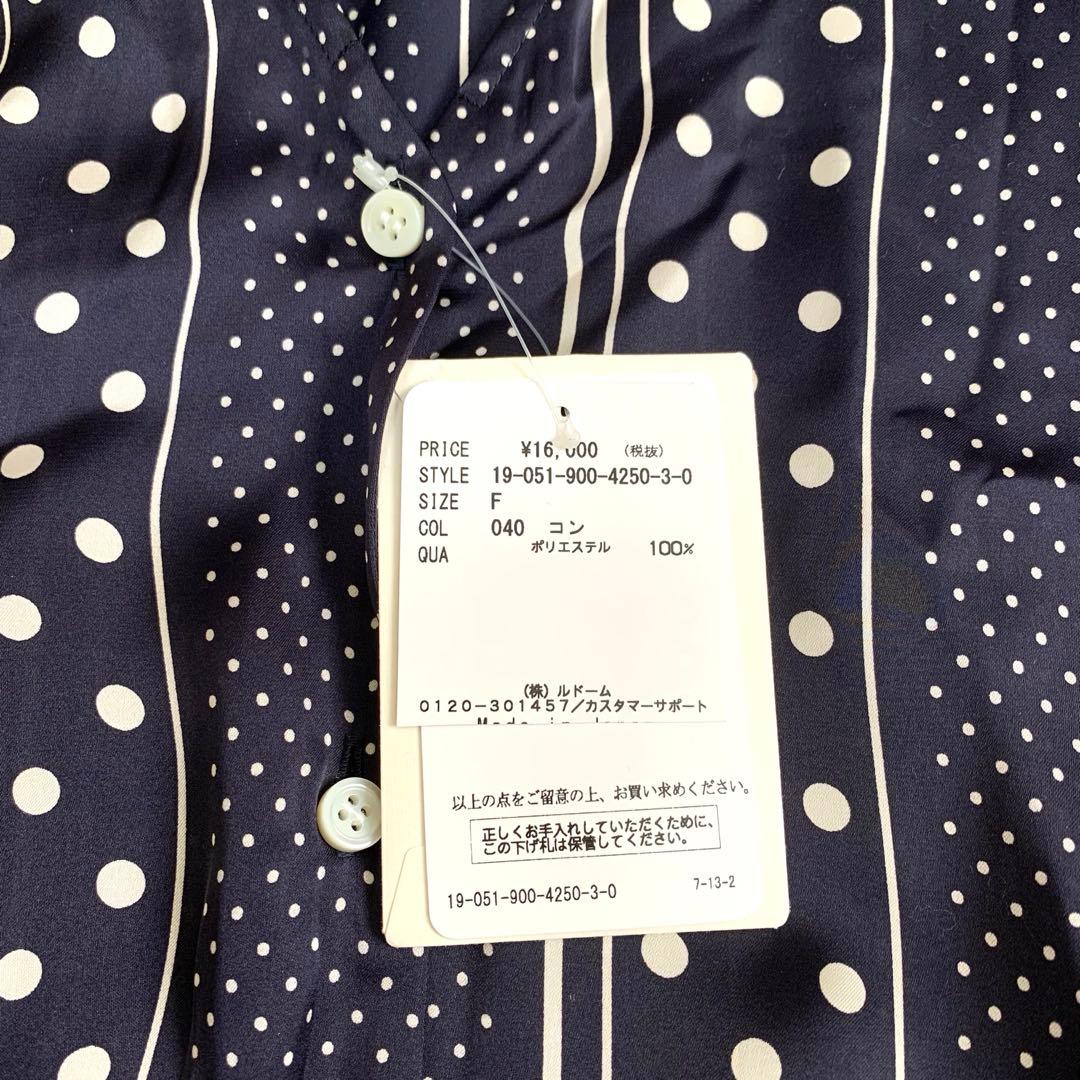 PRICE ¥16,000 (税抜)
STYLE 19-051-900-4250-3-0
SIZE F
COL 040 コン
QUA ポリエステル 100%
(株)ルドーム
0120-301457/カスタマーサポート
Made in Japan
以上の点をご留意の上、お買い求めください。
正しくお手入れしていただくために、
この下げ札は保管してください。
19-051-900-4250-3-0 7-13-2